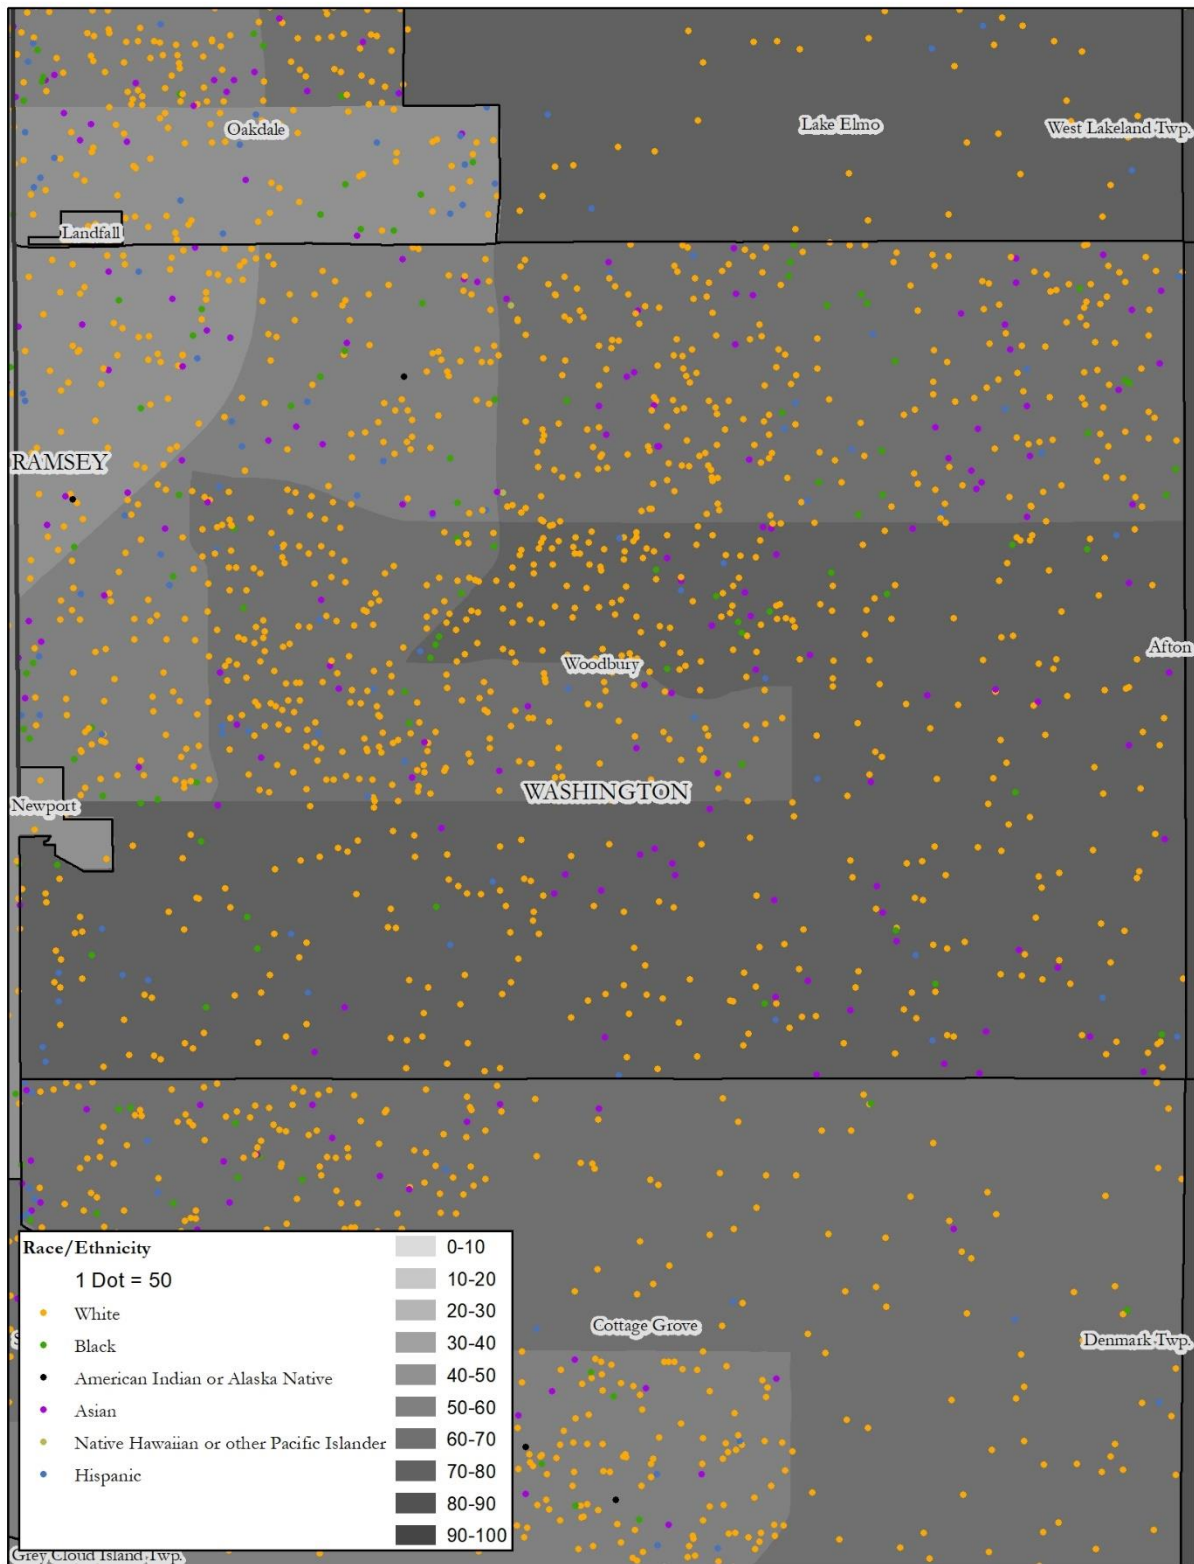 Oakdale
Lake Elmo
West Lakeland Twp.
Landfall
RAMSEY
Woodbury
Afton
WASHINGTON
Newport
Race/Ethnicity
1 Dot = 50
White
Black
American Indian or Alaska Native
Asian
Native Hawaiian or other Pacific Islander
Hispanic
0-10
10-20
20-30
30-40
40-50
50-60
60-70
70-80
80-90
90-100
Cottage Grove
Denmark Twp.
Grey Cloud Island Twp.